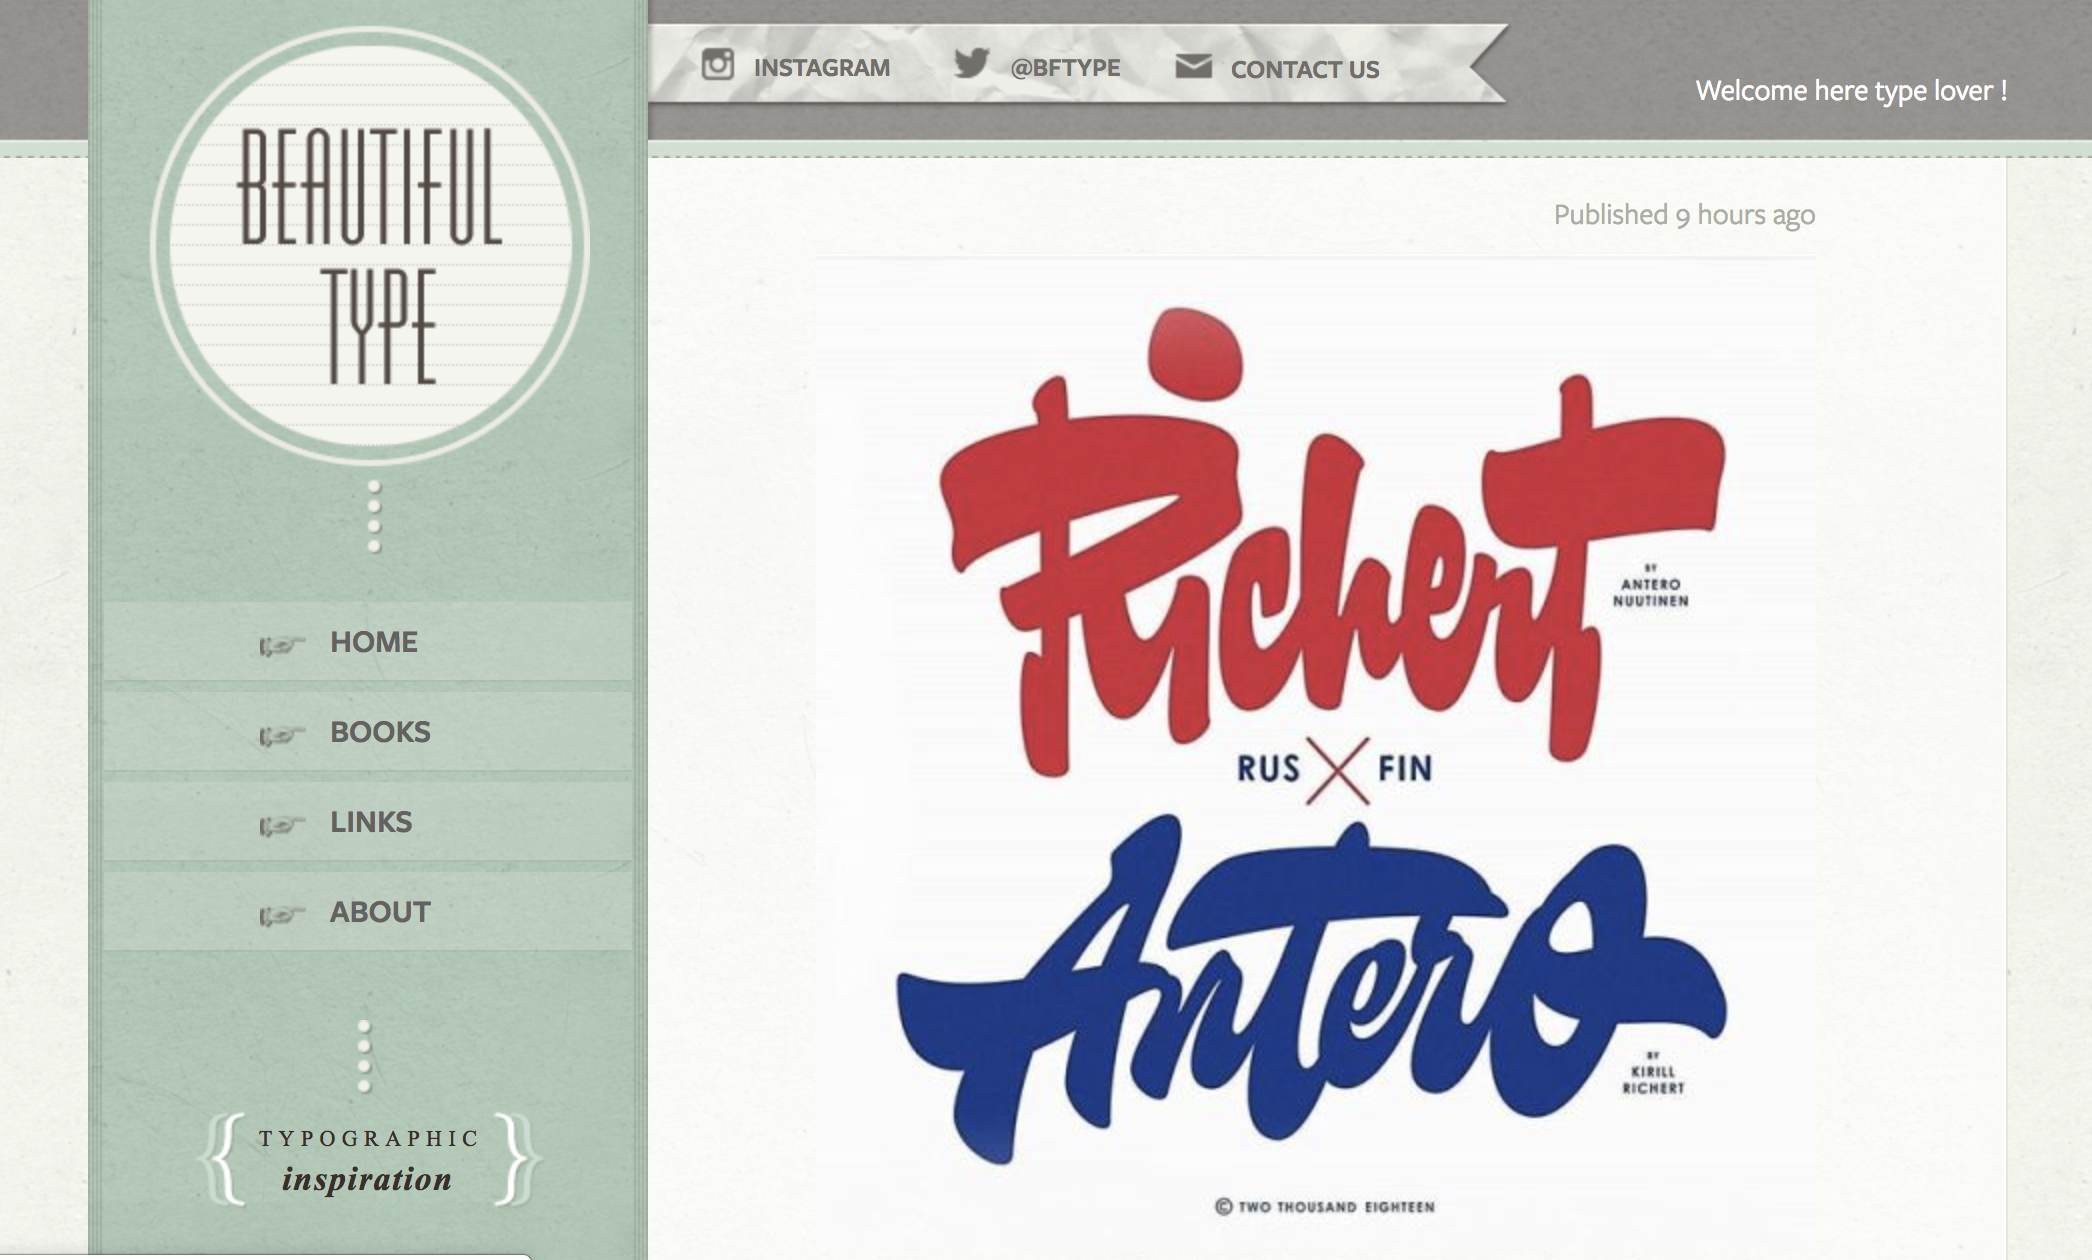 BEAUTIFUL
TYPE
INSTAGRAM
@BFTYPE
CONTACT US
Welcome here type lover !
HOME
BOOKS
LINKS
ABOUT
TYPOGRAPHIC
inspiration
Published 9 hours ago
Richert
BY
ANTERO
NUUTINEN
RUS X FIN
Antero
BY
KIRILL
RICHERT
© TWO THOUSAND EIGHTEEN